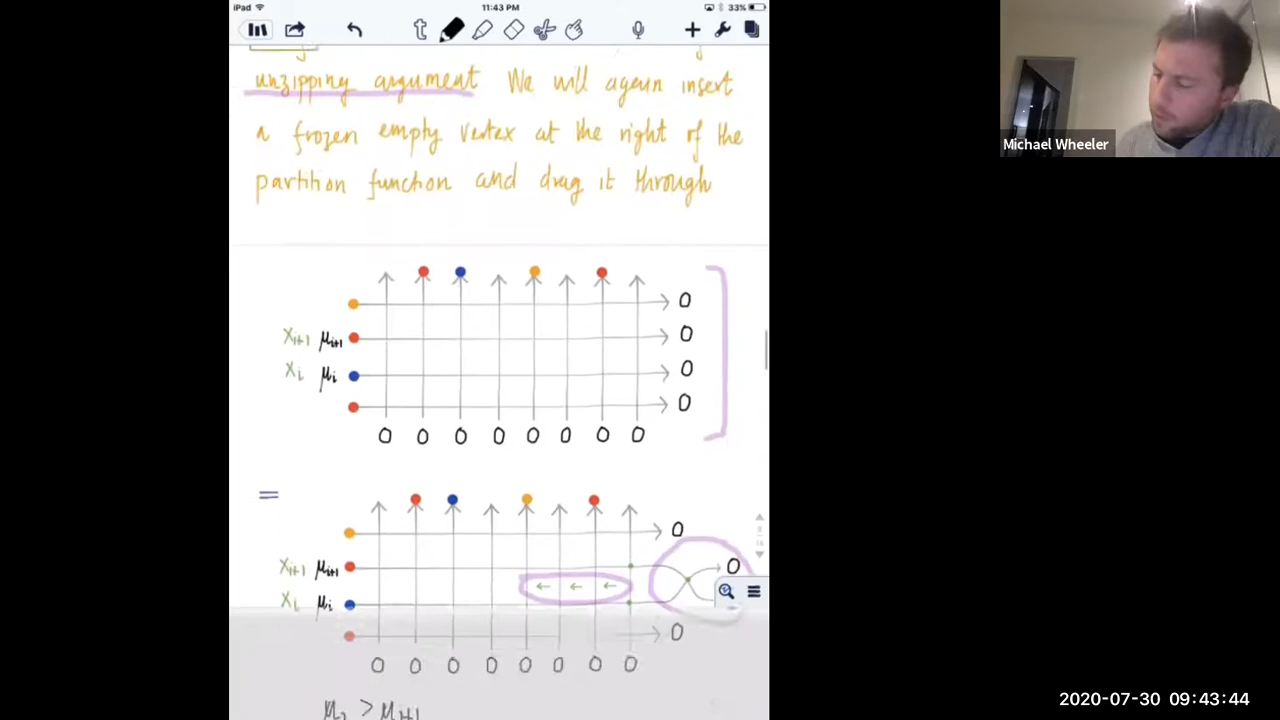 iPad
11:43 PM
33%
unzipping argument We will again insert
a frozen empty vertex at the right of the
partition function and drag it through
0
x_{i+1} μ_{i+1} 0
x_i μ_i 0
0
0 0 0 0 0 0 0 0
=
0
x_{i+1} μ_{i+1} ← ← ← 0
x_i μ_i
0
0 0 0 0 0 0 0 0
Michael Wheeler
2020-07-30 09:43:44